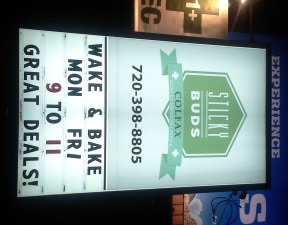 STICKY
BUDS
COLFAX
720-398-8805
WAKE & BAKE
MON FRI
9 TO 11
GREAT DEALS!
EXPERIENCE